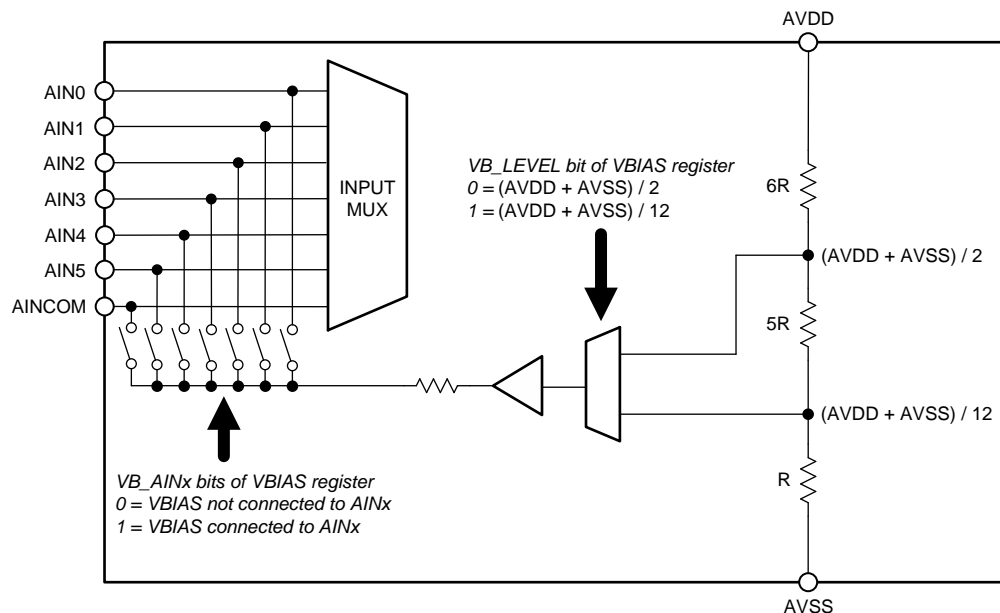 AVDD
AIN0
AIN1
AIN2
AIN3
AIN4
AIN5
AINCOM
INPUT
MUX
VB_LEVEL bit of VBIAS register
0 = (AVDD + AVSS) / 2
1 = (AVDD + AVSS) / 12
6R
(AVDD + AVSS) / 2
5R
(AVDD + AVSS) / 12
R
VB_AINx bits of VBIAS register
0 = VBIAS not connected to AINx
1 = VBIAS connected to AINx
AVSS